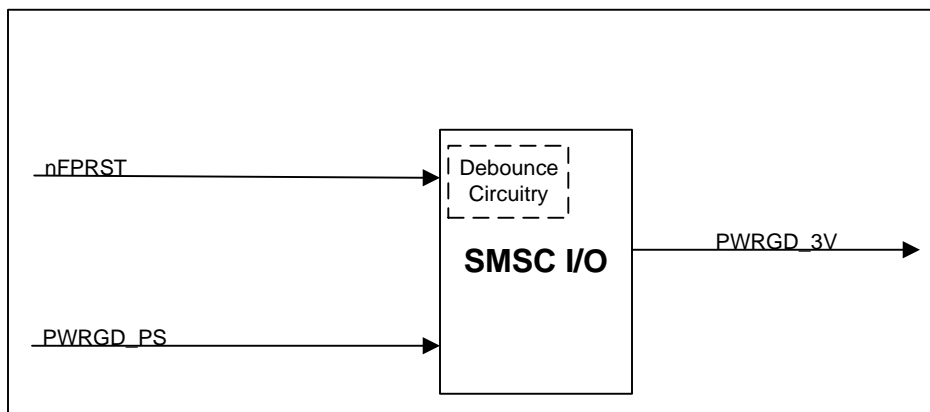 nFPRST
Debounce
Circuitry
SMSC I/O
PWRGD_3V
PWRGD_PS